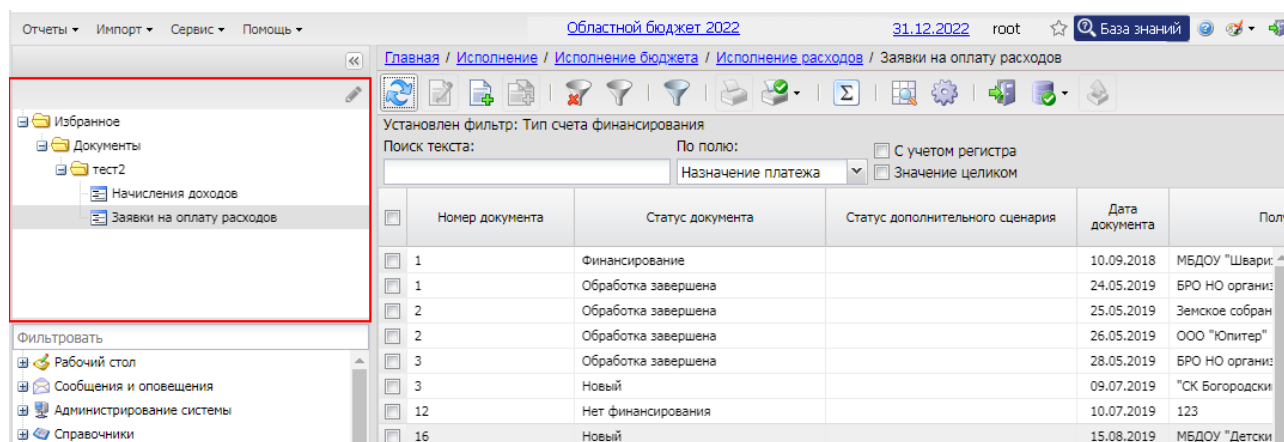 Отчеты Импорт Сервис Помощь Областной бюджет 2022 31.12.2022 root База знаний
Главная / Исполнение / Исполнение бюджета / Исполнение расходов / Заявки на оплату расходов
Избранное
Документы
тест2
Начисления доходов
Заявки на оплату расходов
Фильтровать
Рабочий стол
Сообщения и оповещения
Администрирование системы
Справочники
Установлен фильтр: Тип счета финансирования
Поиск текста: По полю: С учетом регистра
Назначение платежа Значение целиком
Номер документа Статус документа Статус дополнительного сценария Дата документа Пол
1 Финансирование 10.09.2018 МБДОУ "Швари
1 Обработка завершена 24.05.2019 БРО НО организ
2 Обработка завершена 25.05.2019 Земское собран
2 Обработка завершена 26.05.2019 ООО "Юпитер"
3 Обработка завершена 28.05.2019 БРО НО организ
3 Новый 09.07.2019 "СК Богородски
12 Нет финансирования 10.07.2019 123
16 Новый 15.08.2019 МБДОУ "Детски